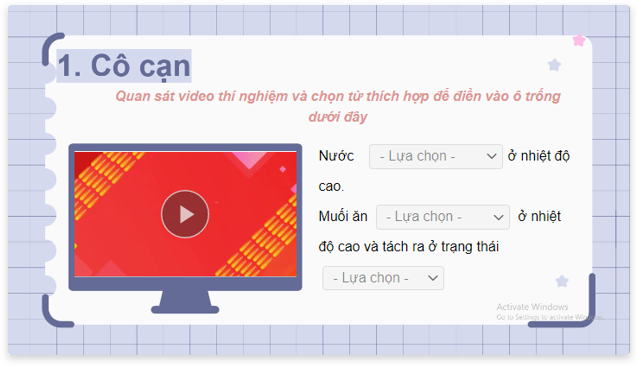 1. Cô cạn
Quan sát video thí nghiệm và chọn từ thích hợp để điền vào ô trống
dưới đây
Nước - Lựa chọn - ở nhiệt độ
cao.
Muối ăn - Lựa chọn - ở nhiệt
độ cao và tách ra ở trạng thái
- Lựa chọn -
Activate Windows
Go to Settings to activate Windows.